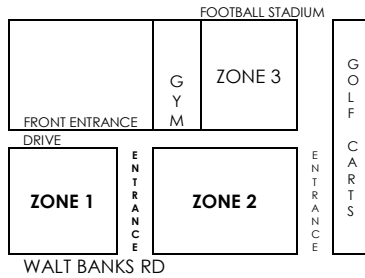 FOOTBALL STADIUM
GYM
ZONE 3
GOLF CARTS
FRONT ENTRANCE
DRIVE
ZONE 1
ENTRANCE
ZONE 2
ENTRANCE
WALT BANKS RD